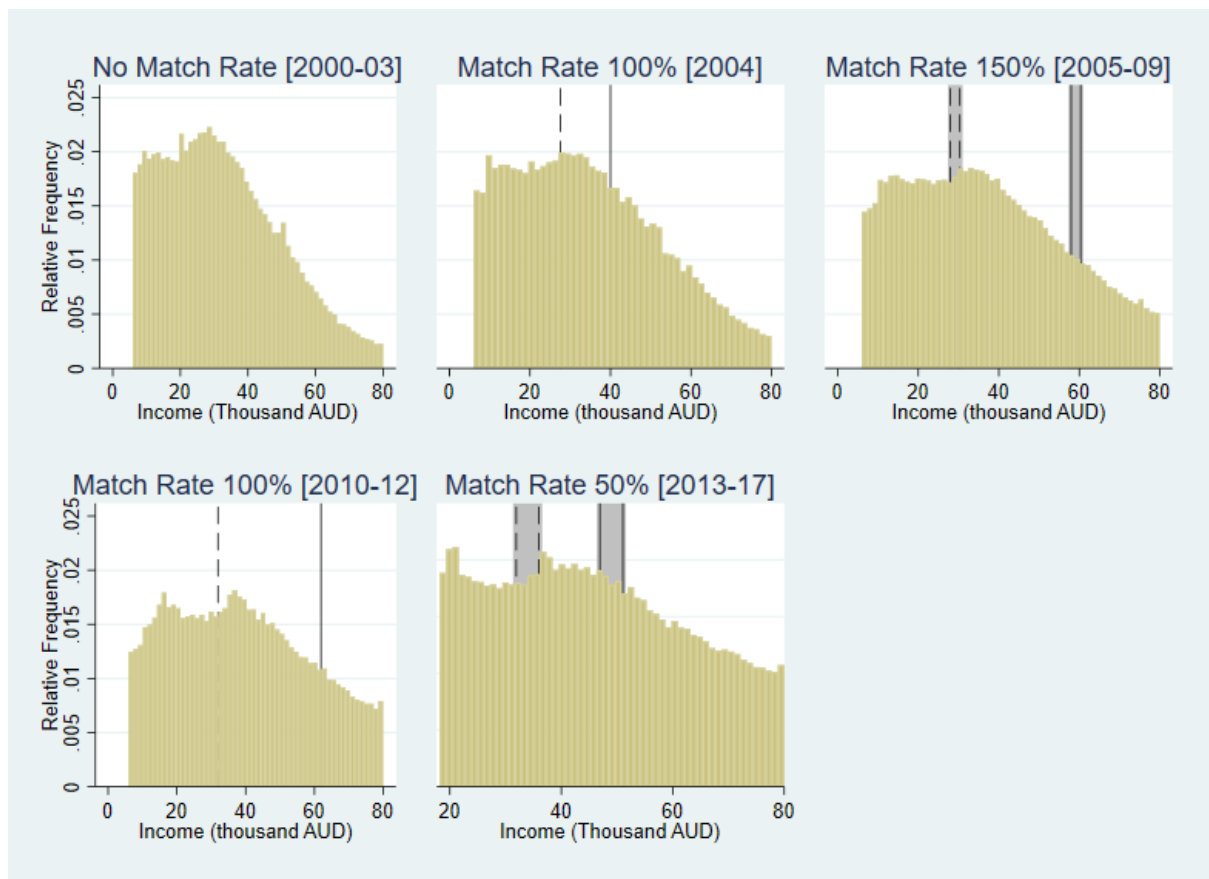 No Match Rate [2000-03]
Match Rate 100% [2004]
Match Rate 150% [2005-09]
Relative Frequency
.025
.02
.015
.01
.005
0
0 20 40 60 80
0 20 40 60 80
0 20 40 60 80
Income (Thousand AUD)
Income (thousand AUD)
Income (thousand AUD)
Match Rate 100% [2010-12]
Match Rate 50% [2013-17]
Relative Frequency
.025
.02
.015
.01
.005
0
0 20 40 60 80
20 40 60 80
Income (thousand AUD)
Income (Thousand AUD)